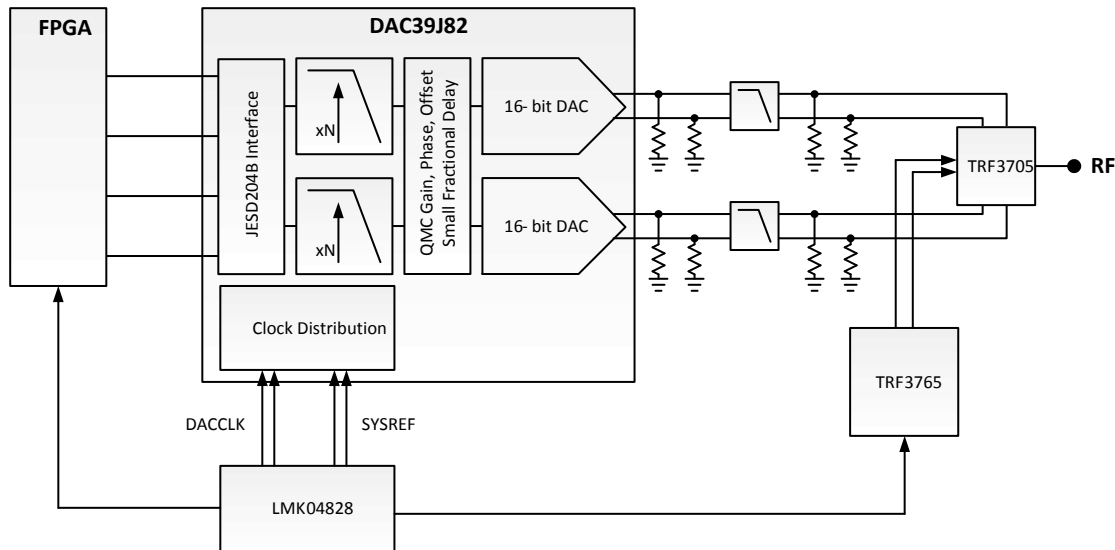 FPGA
DAC39J82
JESD204B Interface
xN
xN
QMC Gain, Phase, Offset
Small Fractional Delay
16- bit DAC
16- bit DAC
TRF3705
RF
Clock Distribution
TRF3765
DACCLK
SYSREF
LMK04828